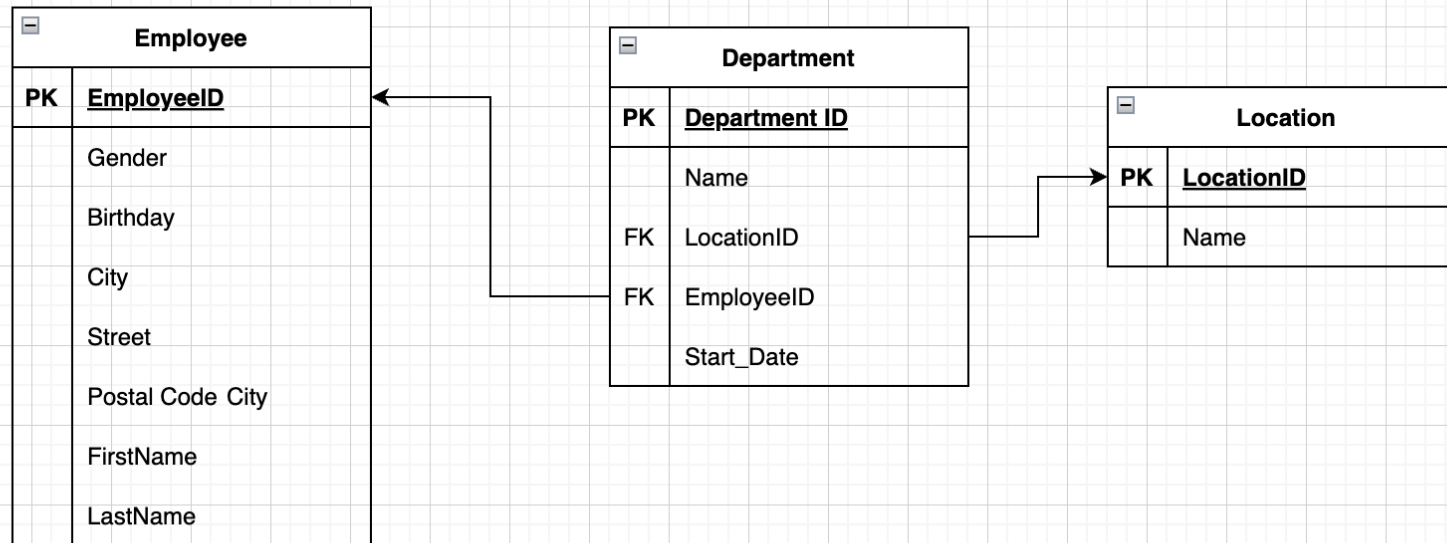 Employee
PK EmployeeID
Gender
Birthday
City
Street
Postal Code City
FirstName
LastName
Department
PK Department ID
Name
FK LocationID
FK EmployeeID
Start_Date
Location
PK LocationID
Name